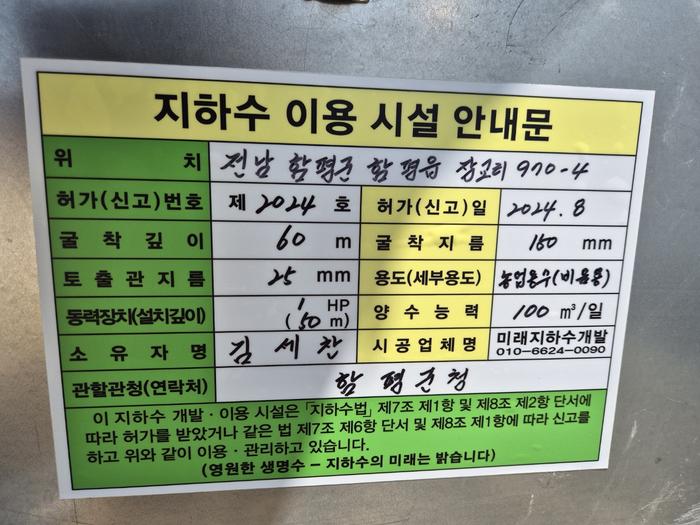 지하수 이용 시설 안내문
위 치 전남 함평군 함평읍 장교리 970-4
허가(신고)번호 제 2024 호 허가(신고)일 2024. 8
굴착깊이 60 m 굴착지름 150 mm
토출관지름 25 mm 용도(세부용도) 농업용수(비음용)
동력장치(설치깊이) 1 HP (50 m) 양수능력 100 m³/일
소유자명 김세찬 시공업체명 미래지하수개발 010-6624-0090
관할관청(연락처) 함평군청
이 지하수 개발·이용 시설은 「지하수법」 제7조 제1항 및 제8조 제2항 단서에
따라 허가를 받았거나 같은 법 제7조 제6항 단서 및 제8조 제1항에 따라 신고를
하고 위와 같이 이용·관리하고 있습니다.
(영원한 생명수 – 지하수의 미래는 밝습니다)